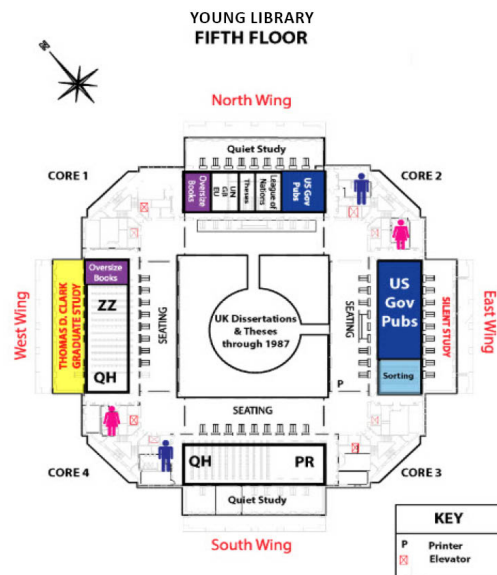 YOUNG LIBRARY
FIFTH FLOOR
N
North Wing
Quiet Study
CORE 1
CORE 2
Oversize
Books
UN
GB
EU
Theses
League of
Nations
US Gov
Pubs
West Wing
THOMAS D. CLARK
GRADUATE STUDY
Oversize
Books
ZZ
QH
SEATING
UK Dissertations
& Theses
through 1987
SEATING
US
Gov
Pubs
Sorting
SILENT STUDY
East Wing
P
SEATING
CORE 4
CORE 3
QH
PR
Quiet Study
South Wing
KEY
P Printer
Elevator